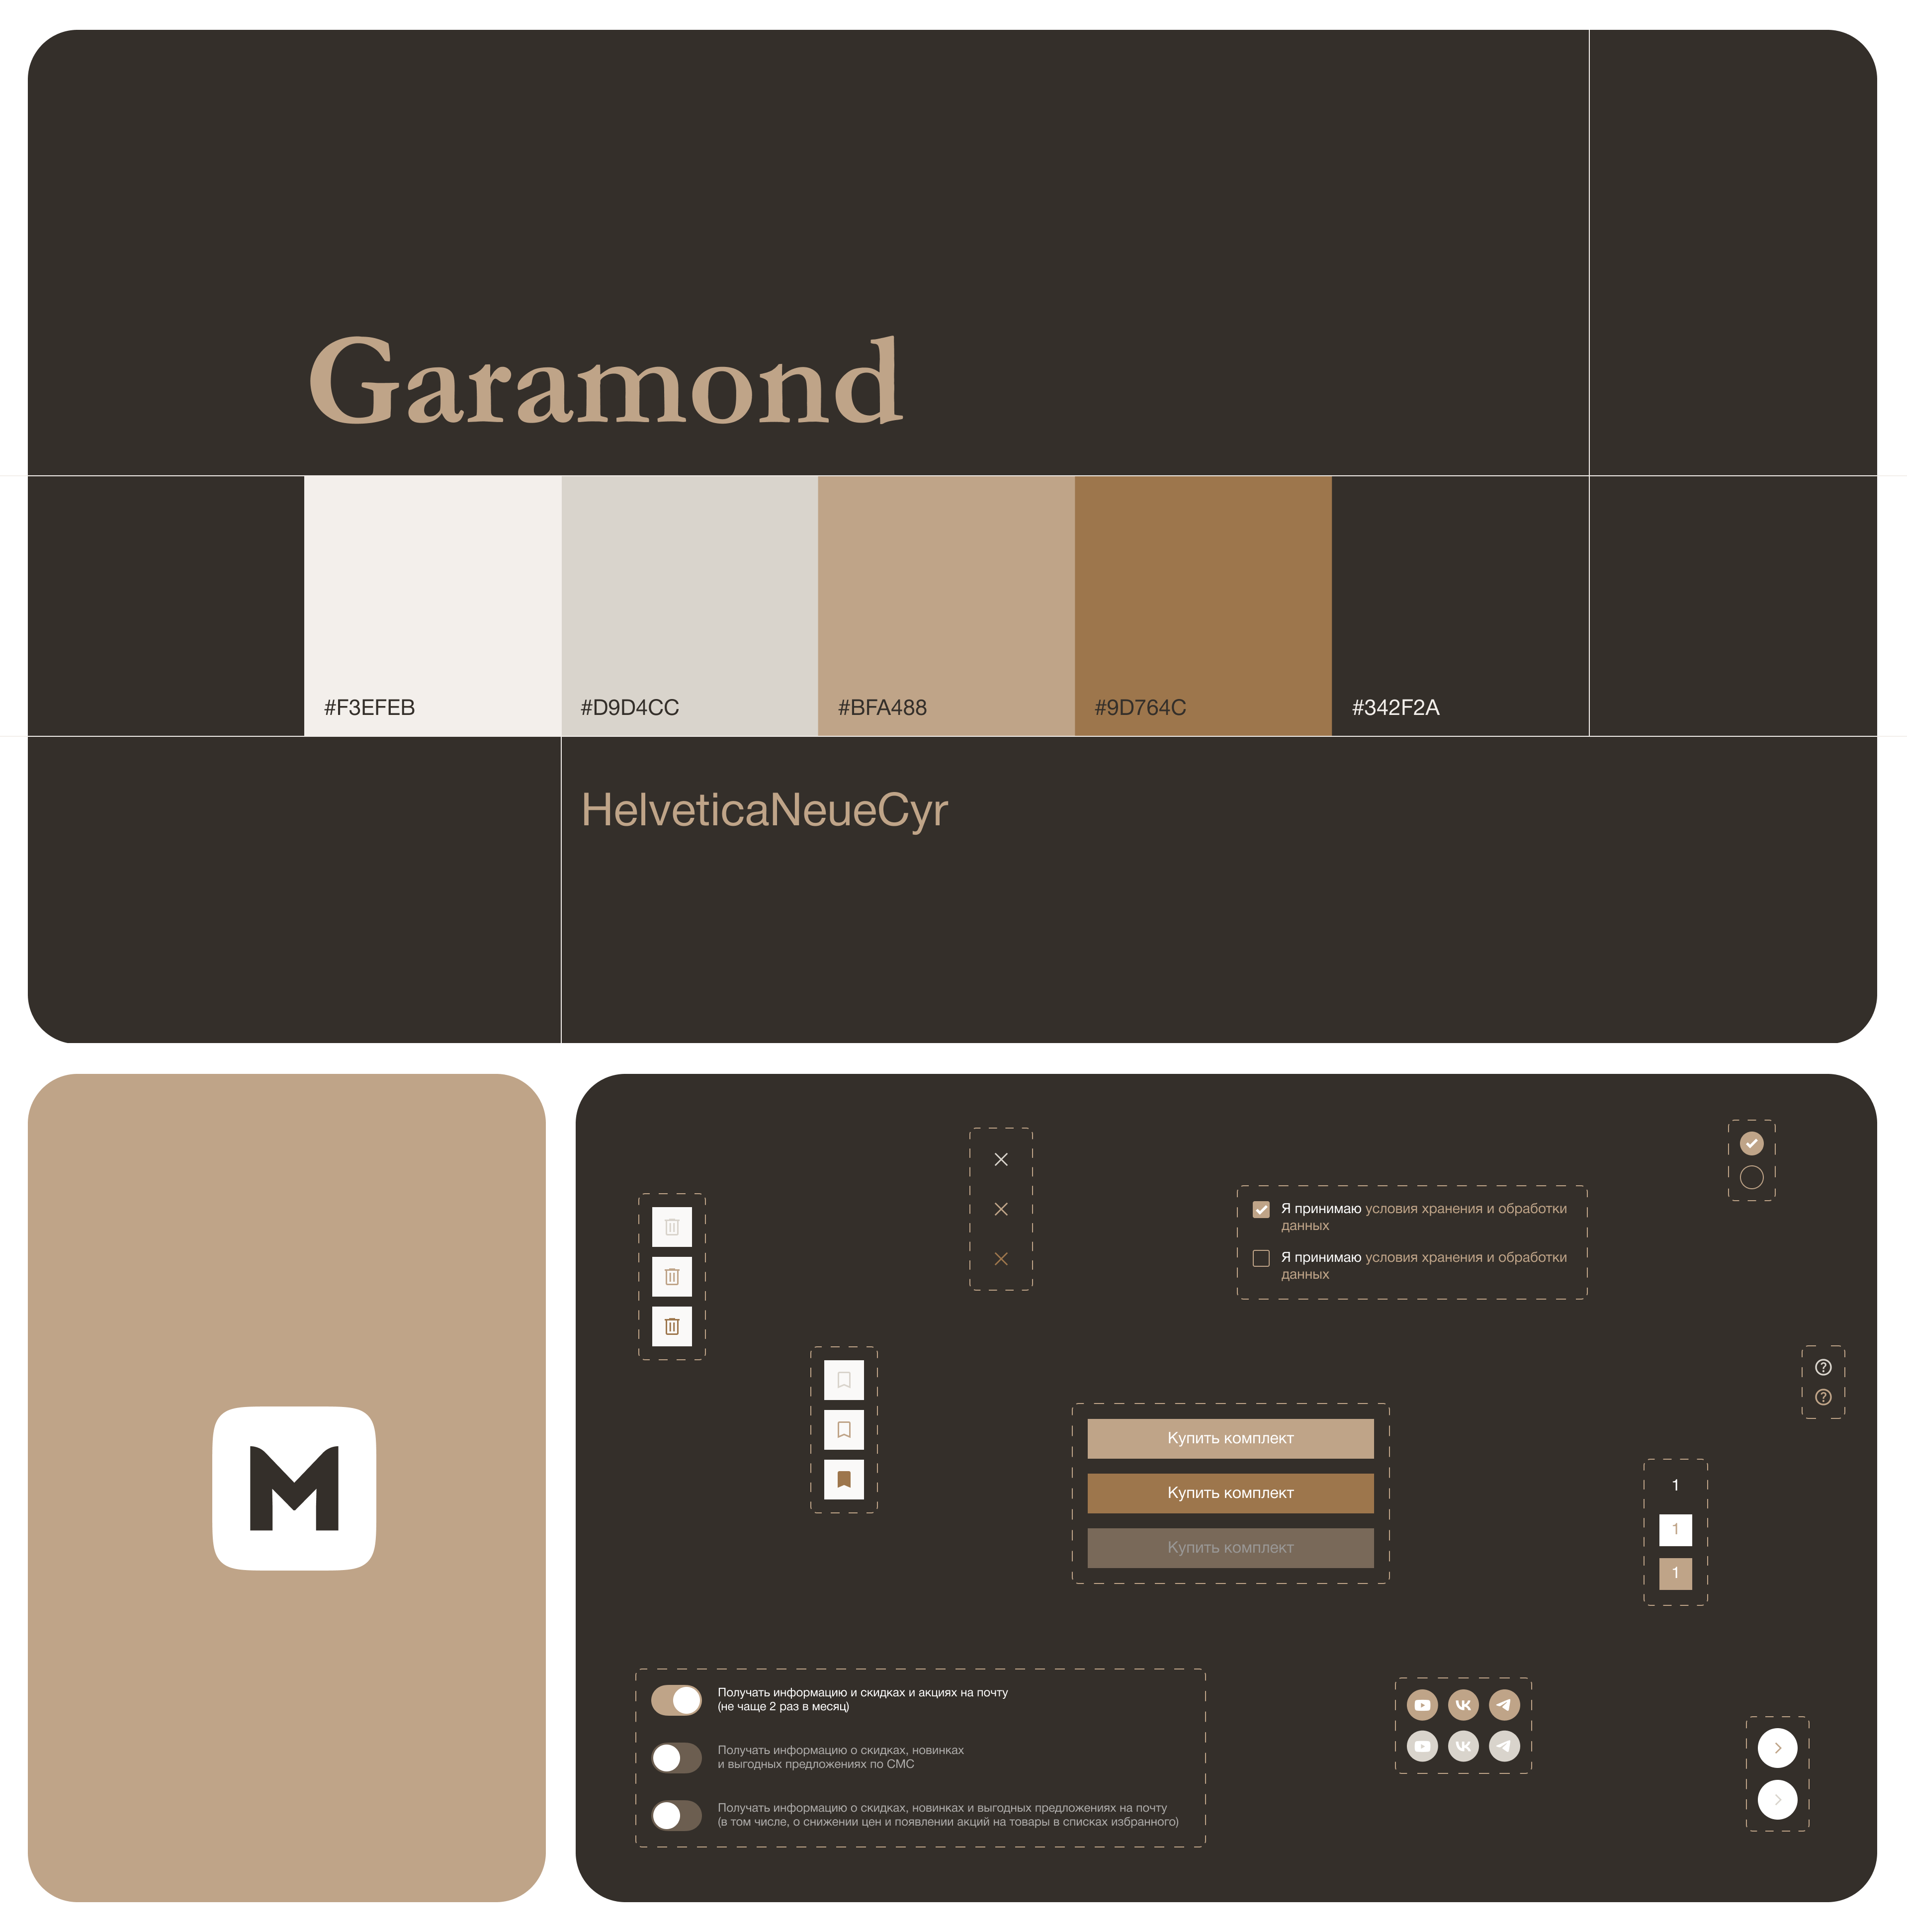 Garamond
#F3EFEB
#D9D4CC
#BFA488
#9D764C
#342F2A
HelveticaNeueCyr
M
Я принимаю условия хранения и обработки
данных
Я принимаю условия хранения и обработки
данных
?
?
Купить комплект
Купить комплект
Купить комплект
1
1
1
Получать информацию и скидках и акциях на почту
(не чаще 2 раз в месяц)
Получать информацию о скидках, новинках
и выгодных предложениях по СМС
Получать информацию о скидках, новинках и выгодных предложениях на почту
(в том числе, о снижении цен и появлении акций на товары в списках избранного)